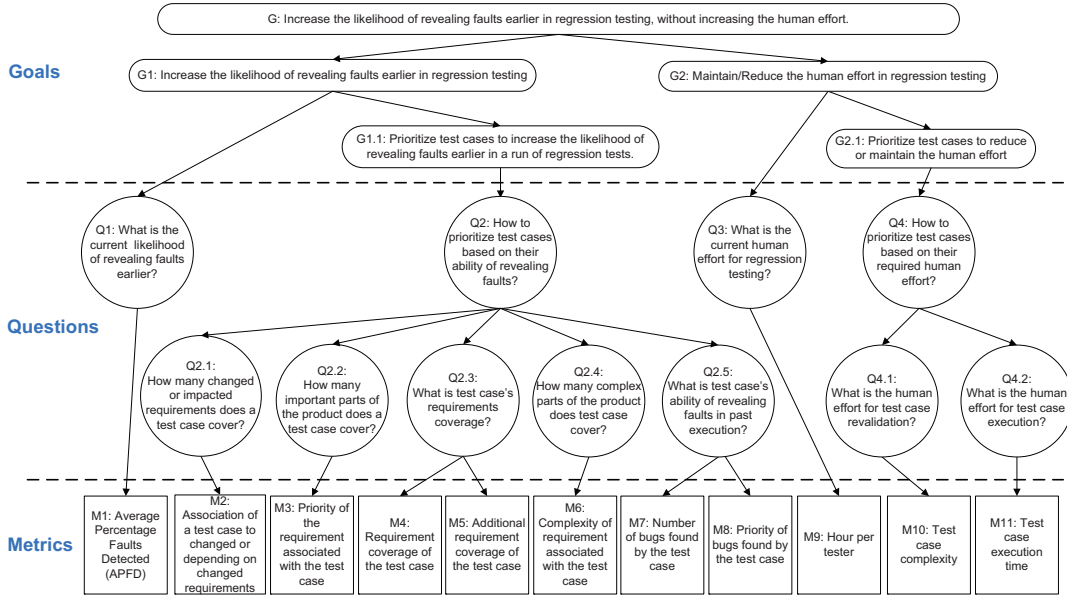 G: Increase the likelihood of revealing faults earlier in regression testing, without increasing the human effort.
Goals
G1: Increase the likelihood of revealing faults earlier in regression testing
G2: Maintain/Reduce the human effort in regression testing
G1.1: Prioritize test cases to increase the likelihood of
revealing faults earlier in a run of regression tests.
G2.1: Prioritize test cases to reduce
or maintain the human effort
Q1: What is the
current likelihood
of revealing faults
earlier?
Q2: How to
prioritize test cases
based on their
ability of revealing
faults?
Q3: What is the
current human
effort for regression
testing?
Q4: How to
prioritize test cases
based on their
required human
effort?
Questions
Q2.1:
How many changed
or impacted
requirements does a
test case cover?
Q2.2:
How many
important parts
of the product does a
test case cover?
Q2.3:
What is test case's
requirements
coverage?
Q2.4:
How many complex
parts of the product
does test case
cover?
Q2.5:
What is test case's
ability of revealing
faults in past
execution?
Q4.1:
What is the human
effort for test case
revalidation?
Q4.2:
What is the human
effort for test case
execution?
Metrics
M1: Average
Percentage
Faults
Detected
(APFD)
M2:
Association of
a test case to
changed or
depending on
changed
requirements
M3: Priority of
the
requirement
associated
with the test
case
M4:
Requirement
coverage of
the test case
M5: Additional
requirement
coverage of
the test case
M6:
Complexity of
requirement
associated
with the test
case
M7: Number
of bugs found
by the test
case
M8: Priority of
bugs found by
the test case
M9: Hour per
tester
M10: Test
case
complexity
M11: Test
case
execution
time